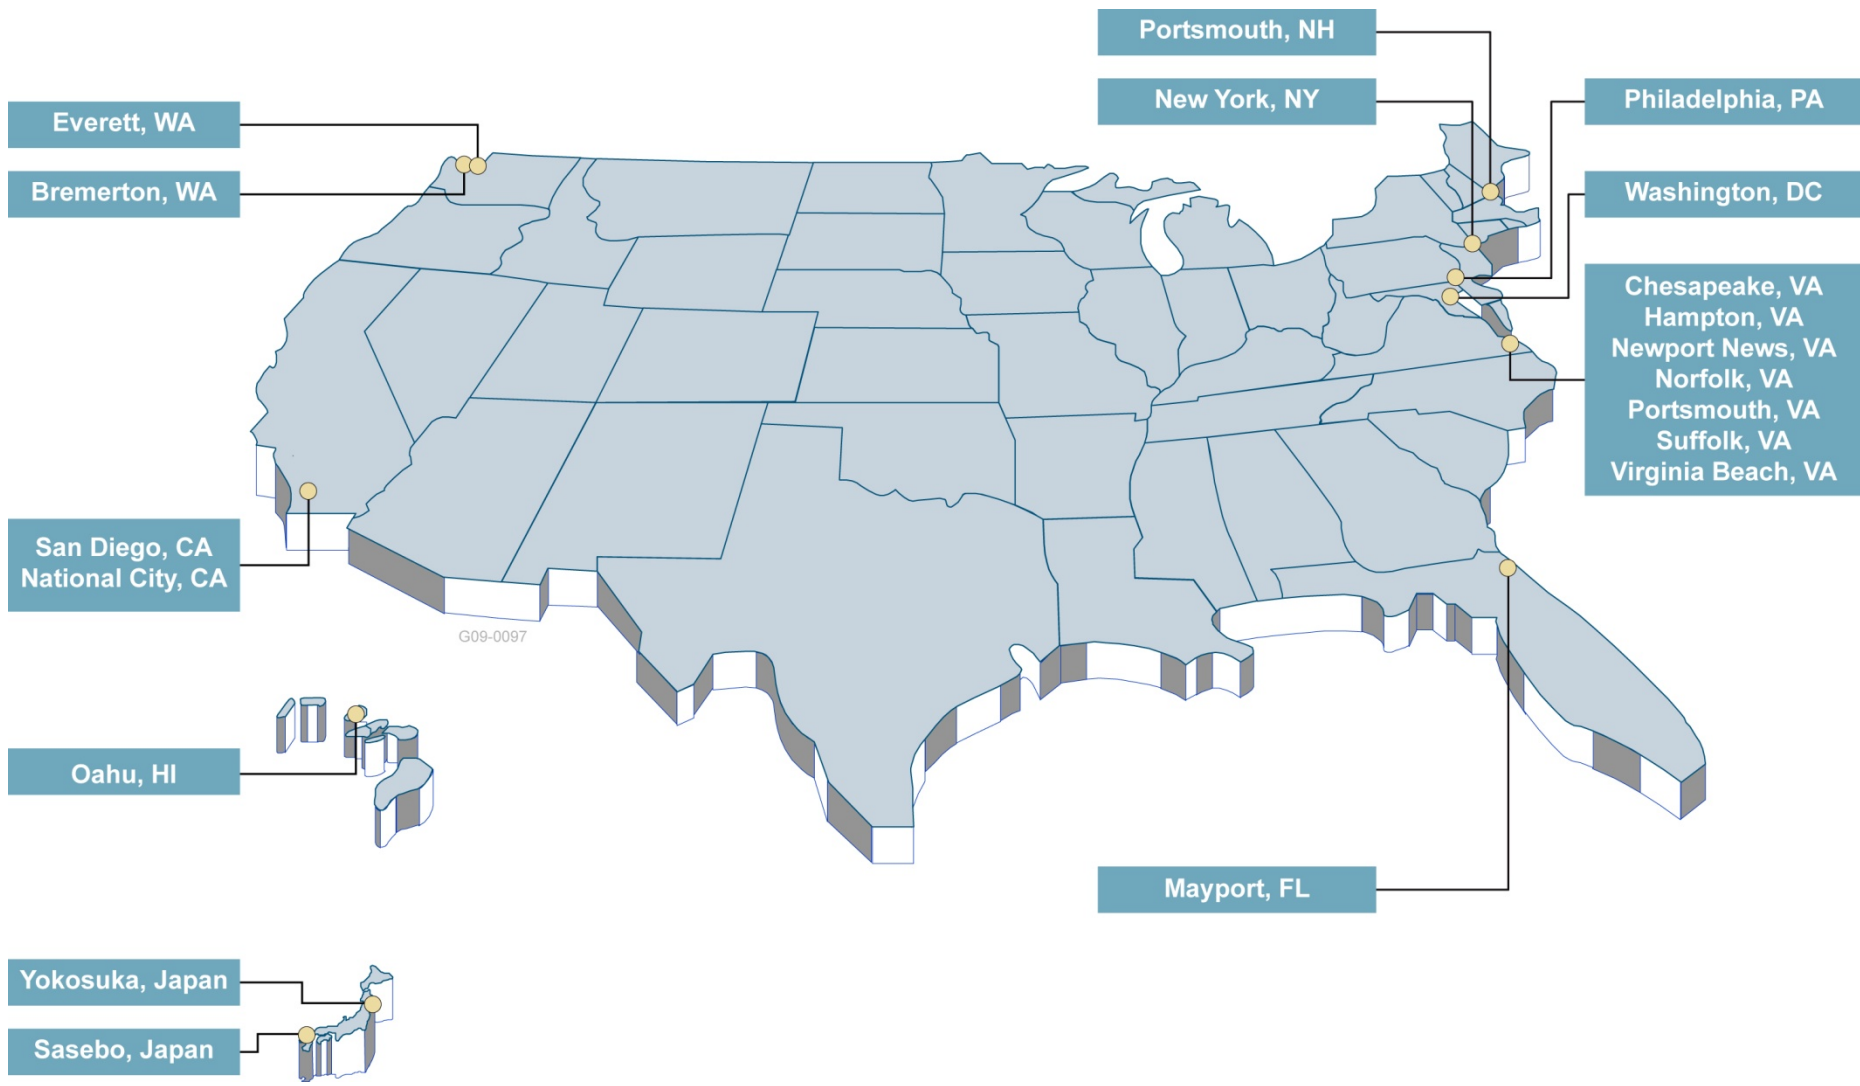 Portsmouth, NH
New York, NY
Philadelphia, PA
Everett, WA
Bremerton, WA
Washington, DC
Chesapeake, VA
Hampton, VA
Newport News, VA
Norfolk, VA
Portsmouth, VA
Suffolk, VA
Virginia Beach, VA
San Diego, CA
National City, CA
G09-0097
Oahu, HI
Mayport, FL
Yokosuka, Japan
Sasebo, Japan